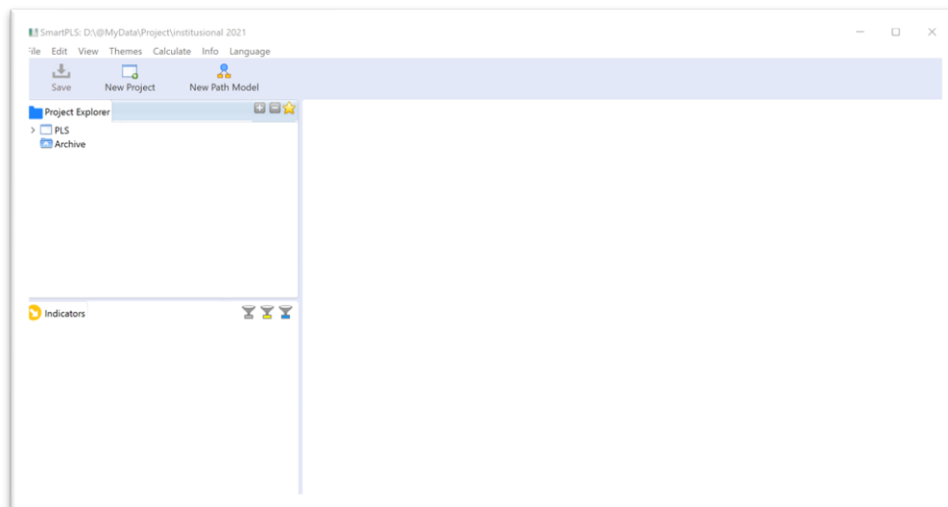 SmartPLS: D:\@MyData\Project\institusional 2021
File Edit View Themes Calculate Info Language
Save New Project New Path Model
Project Explorer
PLS
Archive
Indicators